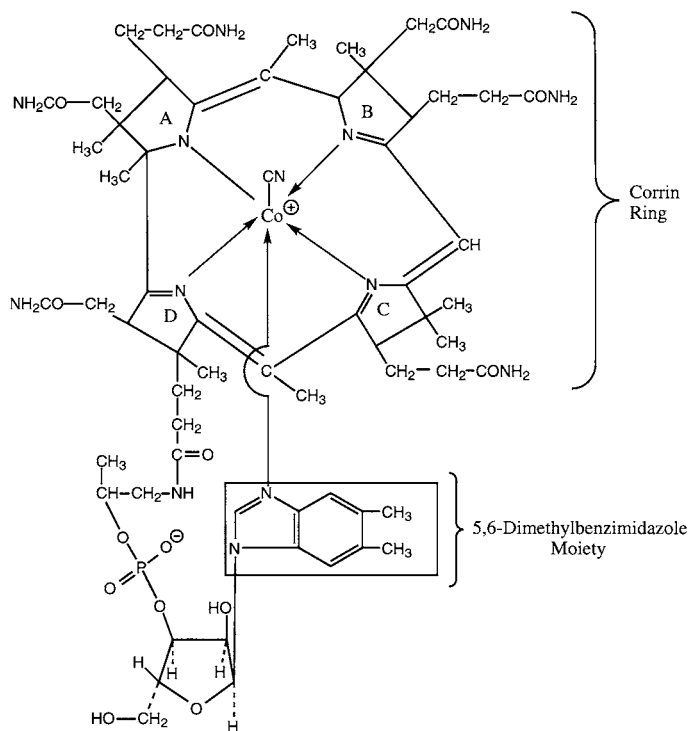 CH₂-CH₂-CONH₂
CH₃
CH₂CONH₂
CH₃
C
NH₂CO-CH₂
A
B
CH₂-CH₂-CONH₂
N
N
H₃C
H₃C
CN
Co⊕
Corrin
Ring
CH
N
N
NH₂CO-CH₂
D
C
CH₃
CH₃
C
CH₃
CH₃
CH₂-CH₂-CONH₂
CH₂
CH₂
C=O
CH₃
CH-CH₂-NH
N
CH₃
5,6-Dimethylbenzimidazole
Moiety
O
O⊖
P
N
CH₃
O
O
HO
H
H
H
O
HO-CH₂
H